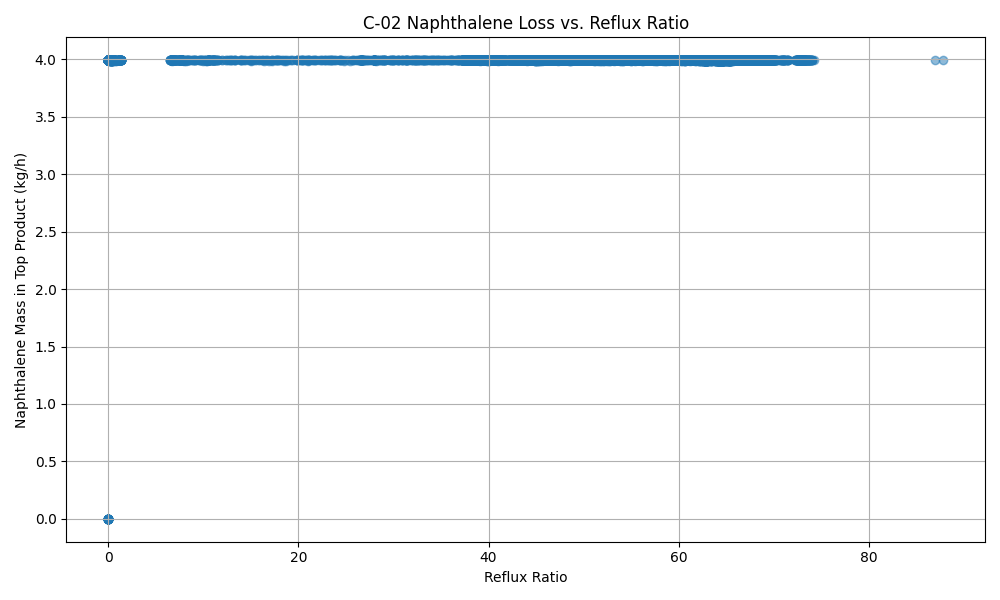 C-02 Naphthalene Loss vs. Reflux Ratio
4.0
3.5
3.0
2.5
2.0
1.5
1.0
0.5
0.0
Naphthalene Mass in Top Product (kg/h)
0 20 40 60 80
Reflux Ratio